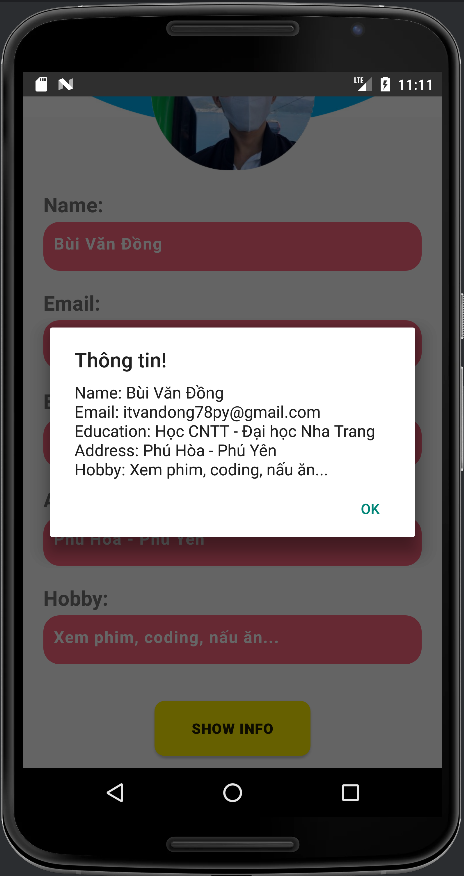 LTE 11:11
Name:
Bùi Văn Đồng
Email:
Thông tin!
Name: Bùi Văn Đồng
Email: itvandong78py@gmail.com
Education: Học CNTT - Đại học Nha Trang
Address: Phú Hòa - Phú Yên
Hobby: Xem phim, coding, nấu ăn...
OK
Phú Hòa - Phú Yên
Hobby:
Xem phim, coding, nấu ăn...
SHOW INFO